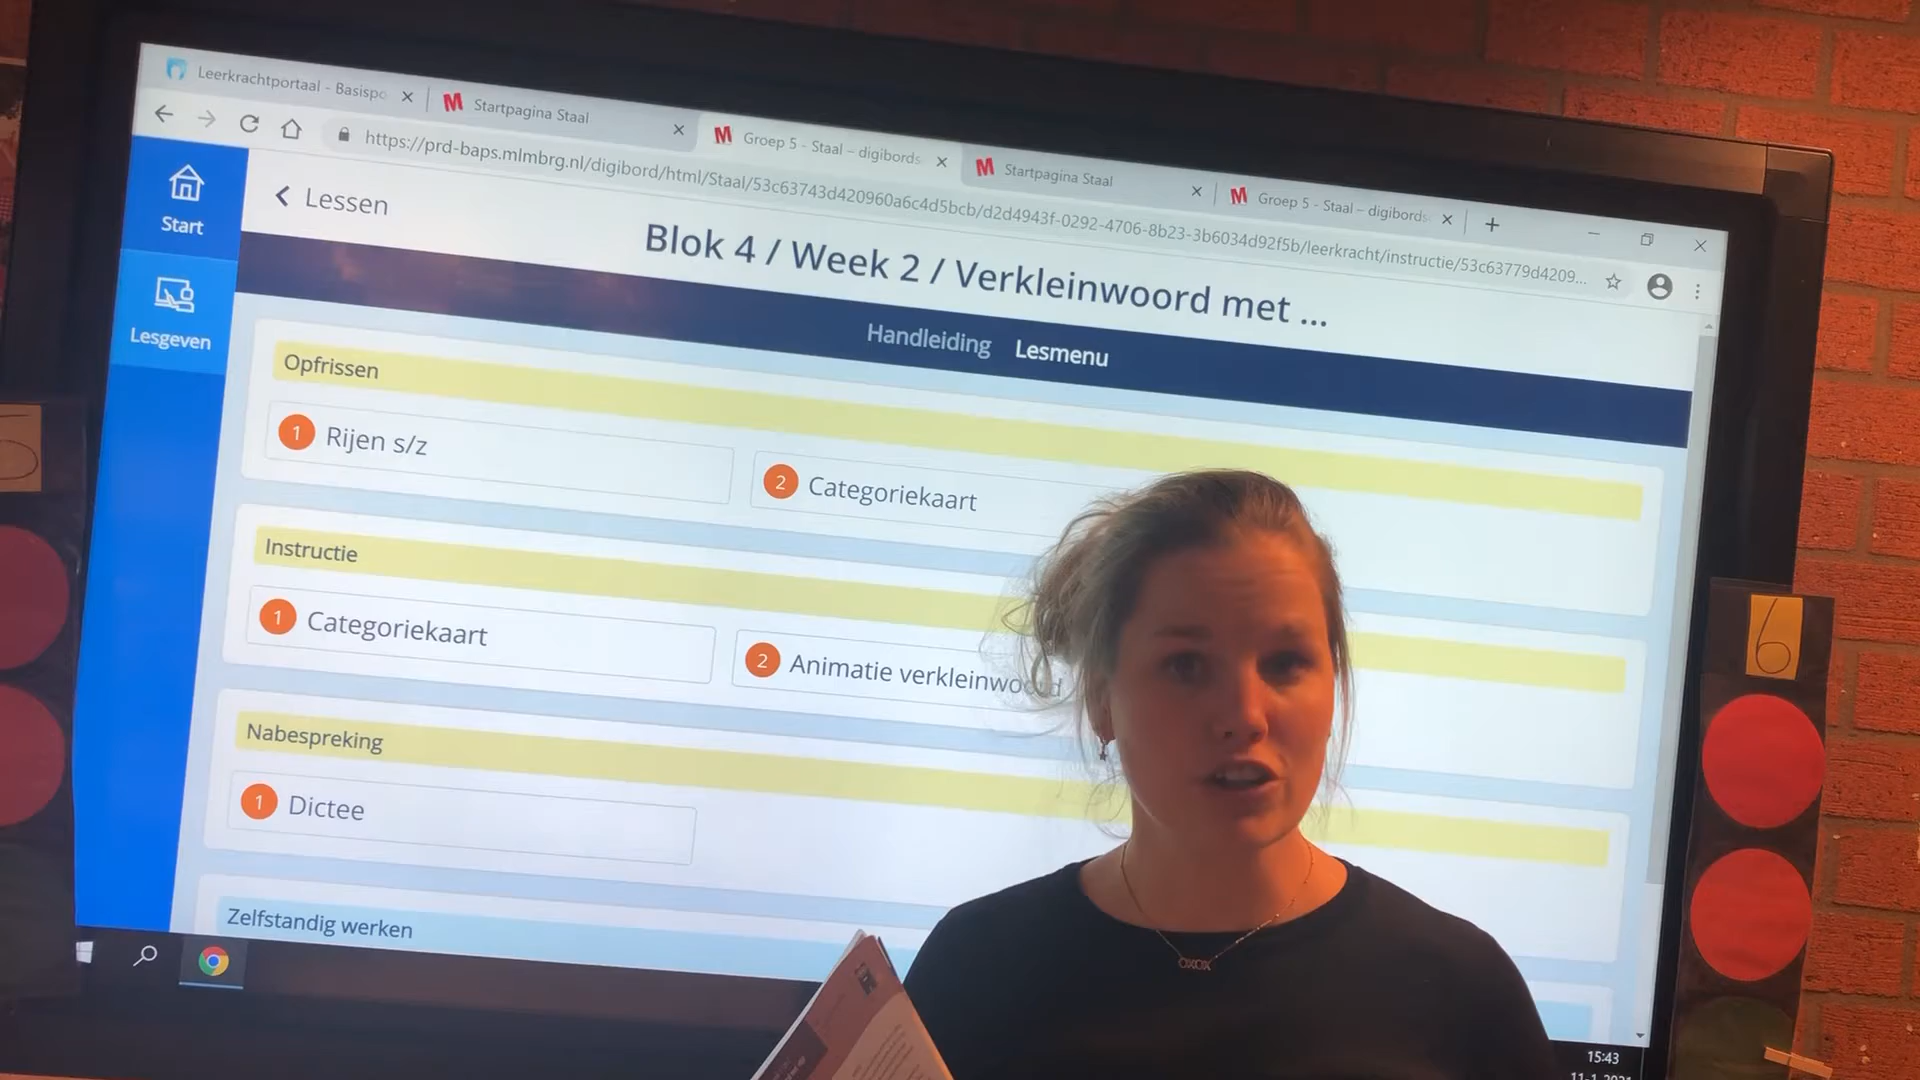 Leerkrachtportaal - Basispo
Startpagina Staal
Groep 5 - Staal – digibords
Startpagina Staal
Groep 5 - Staal – digibords
https://prd-baps.mlmbrg.nl/digibord/html/Staal/53c63743d420960a6c4d5bcb/d2d4943f-0292-4706-8b23-3b6034d92f5b/leerkracht/instructie/53c63779d4209...
Start
Lesgeven
Lessen
Blok 4 / Week 2 / Verkleinwoord met ...
Handleiding Lesmenu
Opfrissen
1 Rijen s/z
2 Categoriekaart
Instructie
1 Categoriekaart
2 Animatie verkleinwoord
Nabespreking
1 Dictee
Zelfstandig werken
6
OXOX
15:43